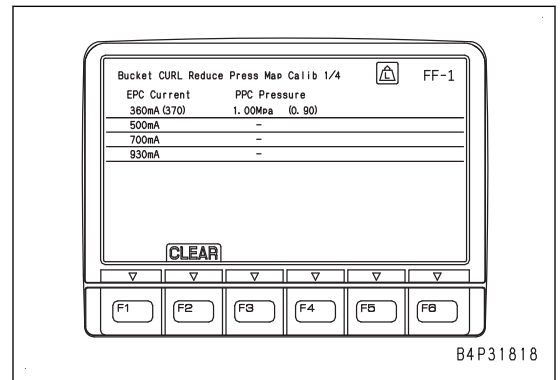 Bucket CURL Reduce Press Map Calib 1/4 L FF-1
EPC Current PPC Pressure
360mA (370) 1.00Mpa (0.90)
500mA -
700mA -
930mA -
CLEAR
F1 F2 F3 F4 F5 F6
B4P31818